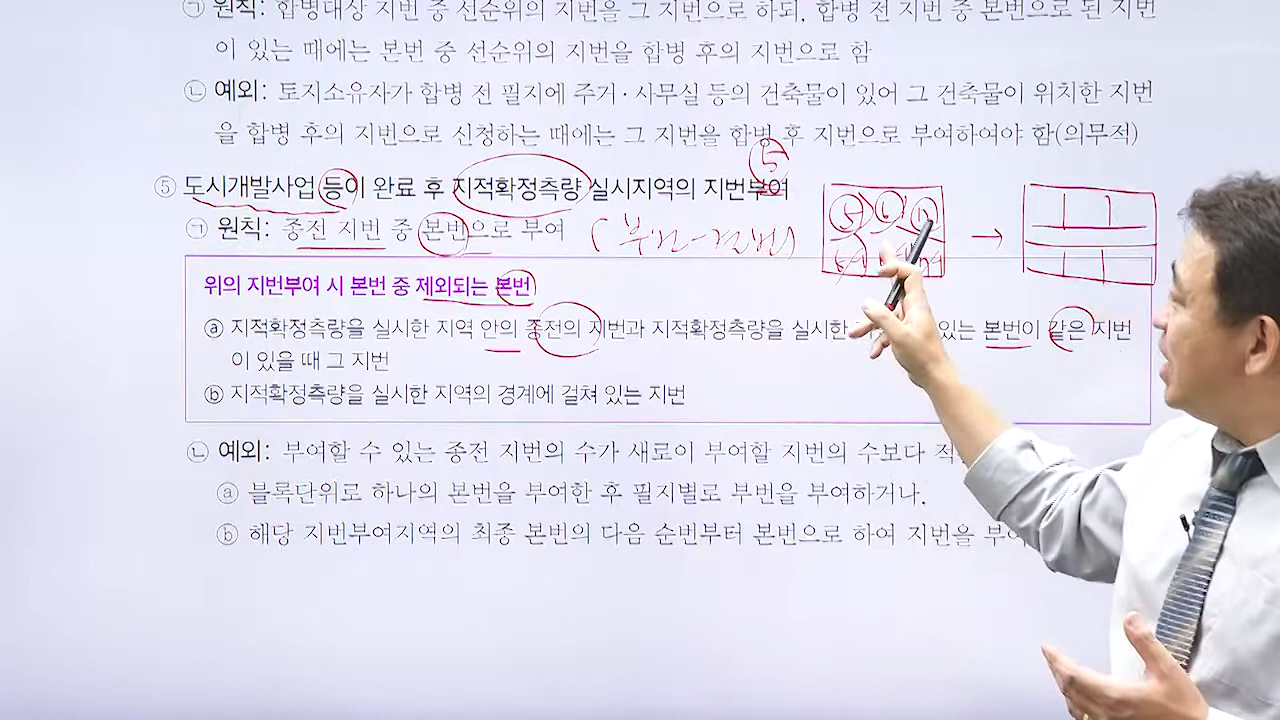 ㉠ 원칙: 합병대상 지번 중 선순위의 지번을 그 지번으로 하되, 합병 전 지번 중 본번으로 된 지번
이 있는 때에는 본번 중 선순위의 지번을 합병 후의 지번으로 함
㉡ 예외: 토지소유자가 합병 전 필지에 주거·사무실 등의 건축물이 있어 그 건축물이 위치한 지번
을 합병 후의 지번으로 신청하는 때에는 그 지번을 합병 후 지번으로 부여하여야 함(의무적)
⑤ 도시개발사업 등이 완료 후 지적확정측량 실시지역의 지번부여
5
㉠ 원칙: 종전 지번 중 본번으로 부여
5
위의 지번부여 시 본번 중 제외되는 본번
ⓐ 지적확정측량을 실시한 지역 안의 종전의 지번과 지적확정측량을 실시한 있는 본번이 같은 지번
이 있을 때 그 지번
ⓑ 지적확정측량을 실시한 지역의 경계에 걸쳐 있는 지번
㉡ 예외: 부여할 수 있는 종전 지번의 수가 새로이 부여할 지번의 수보다
ⓐ 블록단위로 하나의 본번을 부여한 후 필지별로 부번을 부여하거나,
ⓑ 해당 지번부여지역의 최종 본번의 다음 순번부터 본번으로 하여 지번을